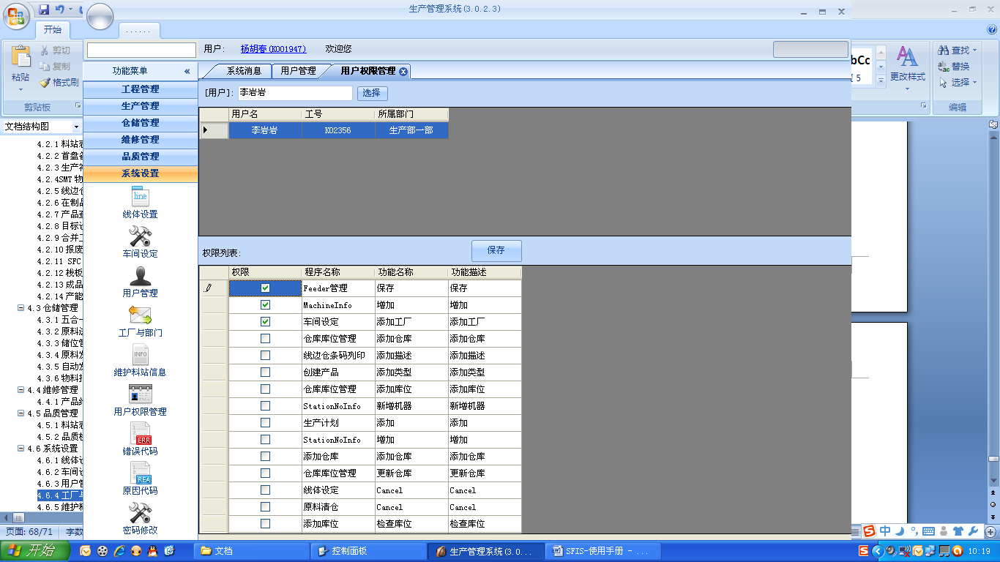 生产管理系统(3.0.2.3)
开始
......
剪切
复制
粘贴
格式刷
剪贴板
用户:
杨胡春(K001947)
欢迎您
查找
替换
选择
更改样式
编辑
功能菜单
«
系统消息
用户管理
用户权限管理
工程管理
生产管理
仓储管理
维修管理
品质管理
系统设置
[用户]:
李岩岩
选择
用户名 工号 所属部门
李岩岩 K02356 生产部一部
文档结构图
4.2.1 料站
4.2.2 首盘
4.2.3 生产
4.2.4SMT 物
4.2.5 线边
4.2.6 在制
4.2.7 产品
4.2.8 目标
4.2.9 合并
4.2.10 报废
4.2.11 SFC
4.2.12 栈板
4.2.13 成品
4.2.14 产能
4.3 仓储管理
4.3.1 五合一
4.3.2 原料
4.3.3 储位
4.3.4 原料
4.3.5 自动
4.3.6 物料
4.4 维修管理
4.4.1 产品
4.5 品质管理
4.5.1 料站
4.5.2 品质
4.6 系统设置
4.6.1 线体
4.6.2 车间
4.6.3 用户
4.6.4 工厂
4.6.5 维护
line
线体设置
车间设定
用户管理
工厂与部门
INFO
维护料站信息
用户权限管理
ERR
错误代码
REA
原因代码
密码修改
权限列表:
保存
权限 程序名称 功能名称 功能描述
Feeder管理 保存 保存
MachineInfo 增加 增加
车间设定 添加工厂 添加工厂
仓库库位管理 添加仓库 添加仓库
线边仓条码列印 添加描述 添加描述
创建产品 添加类型 添加类型
仓库库位管理 添加库位 添加库位
StationNoInfo 新增机器 新增机器
生产计划 添加 添加
StationNoInfo 增加 增加
添加仓库 添加仓库 添加仓库
仓库库位管理 更新仓库 更新仓库
线体设定 Cancel Cancel
原料清仓 Cancel Cancel
添加库位 检查库位 检查库位
页面: 68/71
字数
中
开始
文档
控制面板
生产管理系统(3.0...
SFIS-使用手册 - ...
10:19